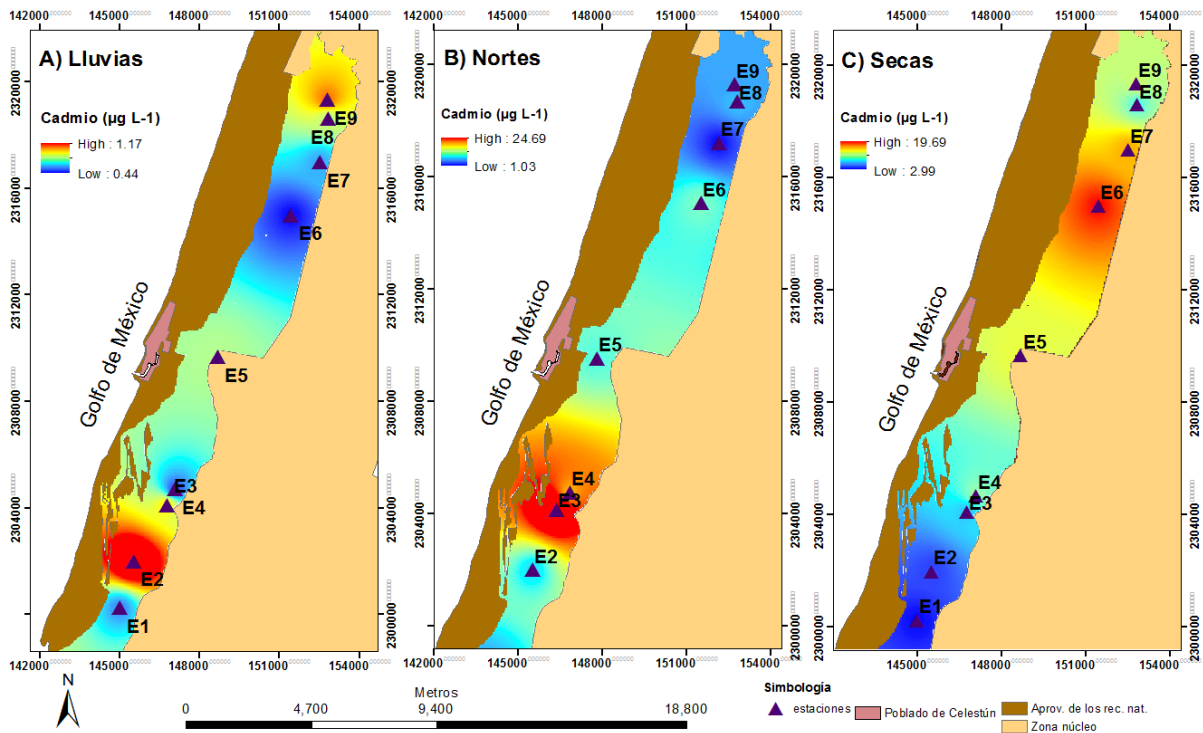 A) Lluvias
Cadmio (µg L-1)
High : 1.17
Low : 0.44
Golfo de México
E9
E8
E7
E6
E5
E3
E4
E2
E1
142000 145000 148000 151000 154000
2320000
2316000
2312000
2308000
2304000
2300000
142000 145000 148000 151000 154000
B) Nortes
Cadmio (µg L-1)
High : 24.69
Low : 1.03
Golfo de México
E9
E8
E7
E6
E5
E4
E3
E2
142000 145000 148000 151000 154000
2320000
2316000
2312000
2308000
2304000
2300000
142000 145000 148000 151000 154000
C) Secas
Cadmio (µg L-1)
High : 19.69
Low : 2.99
Golfo de México
E9
E8
E7
E6
E5
E4
E3
E2
E1
145000 148000 151000 154000
2320000
2316000
2312000
2308000
2304000
2300000
145000 148000 151000 154000
N
Metros
0 4,700 9,400 18,800
Simbología
estaciones
Poblado de Celestún
Aprov. de los rec. nat.
Zona núcleo